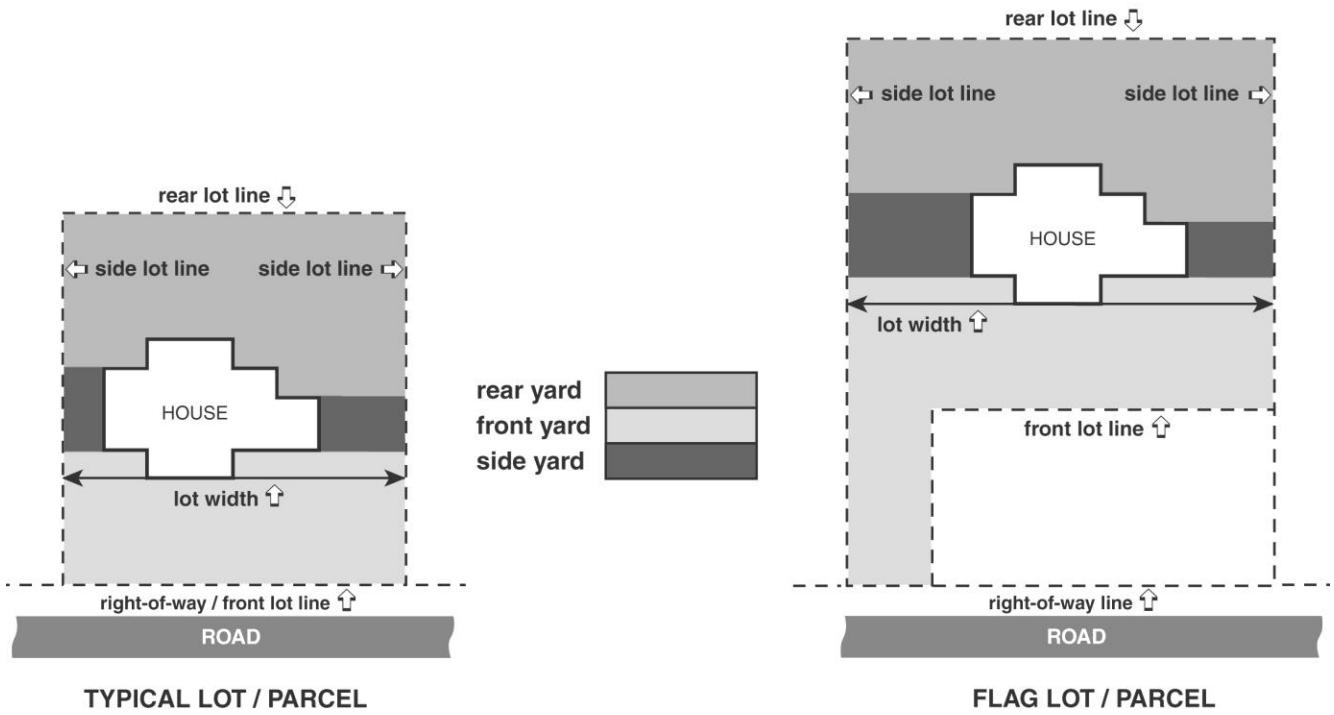 rear lot line
side lot line
side lot line
HOUSE
lot width
right-of-way / front lot line
ROAD
TYPICAL LOT / PARCEL
rear yard
front yard
side yard
rear lot line
side lot line
side lot line
HOUSE
lot width
front lot line
right-of-way line
ROAD
FLAG LOT / PARCEL